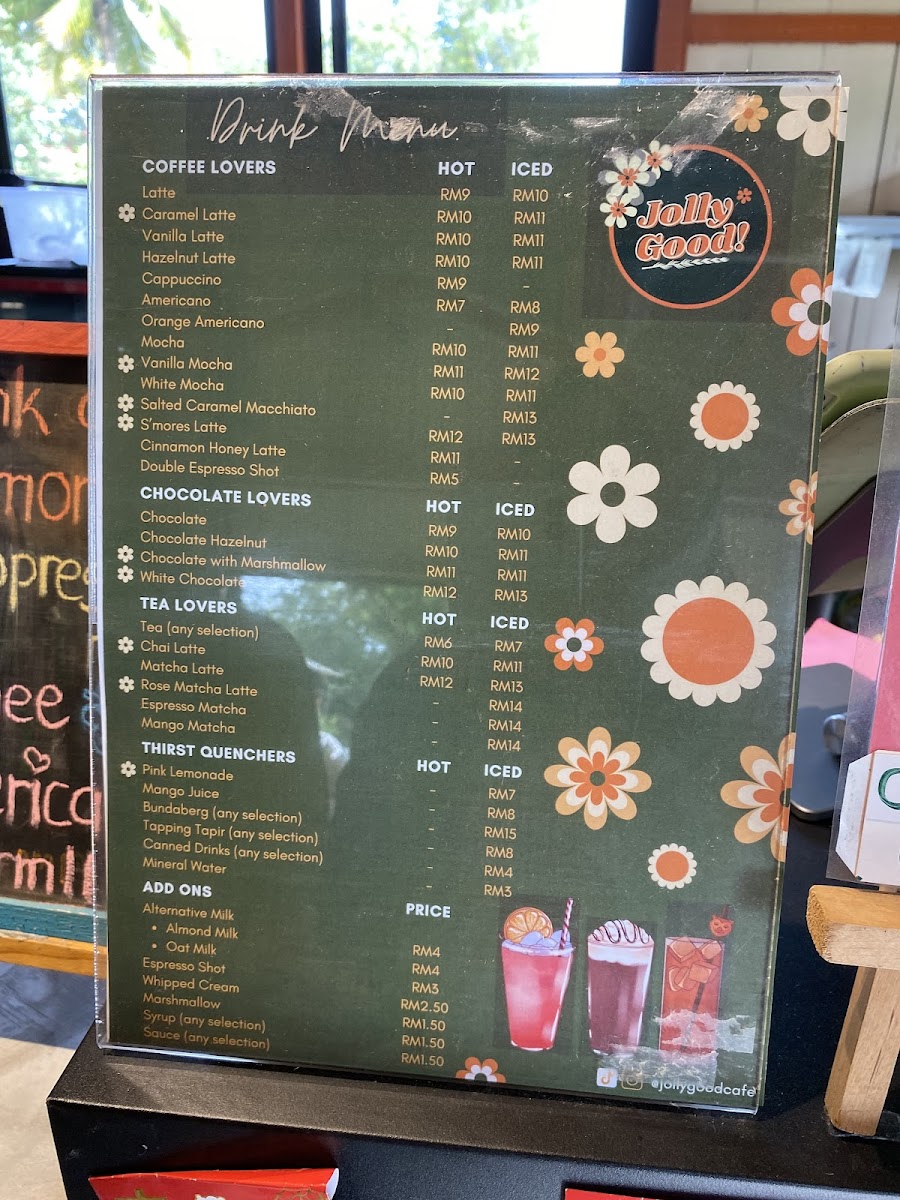 Drink Menu
Jolly Good!
COFFEE LOVERS HOT ICED
Latte RM9 RM10
Caramel Latte RM10 RM11
Vanilla Latte RM10 RM11
Hazelnut Latte RM10 RM11
Cappuccino RM9 -
Americano RM7 RM8
Orange Americano - RM9
Mocha RM10 RM11
Vanilla Mocha RM11 RM12
White Mocha RM10 RM11
Salted Caramel Macchiato - RM13
S'mores Latte RM12 RM13
Cinnamon Honey Latte RM11 -
Double Espresso Shot RM5 -
CHOCOLATE LOVERS HOT ICED
Chocolate RM9 RM10
Chocolate Hazelnut RM10 RM11
Chocolate with Marshmallow RM11 RM11
White Chocolate RM12 RM13
TEA LOVERS HOT ICED
Tea (any selection) RM6 RM7
Chai Latte RM10 RM11
Matcha Latte RM12 RM13
Rose Matcha Latte - RM14
Espresso Matcha - RM14
Mango Matcha - RM14
THIRST QUENCHERS HOT ICED
Pink Lemonade - RM7
Mango Juice - RM8
Bundaberg (any selection) - RM15
Tapping Tapir (any selection) - RM8
Canned Drinks (any selection) - RM4
Mineral Water - RM3
ADD ONS PRICE
Alternative Milk
• Almond Milk RM4
• Oat Milk RM4
Espresso Shot RM3
Whipped Cream RM2.50
Marshmallow RM1.50
Syrup (any selection) RM1.50
Sauce (any selection) RM1.50
@jollygoodcafe